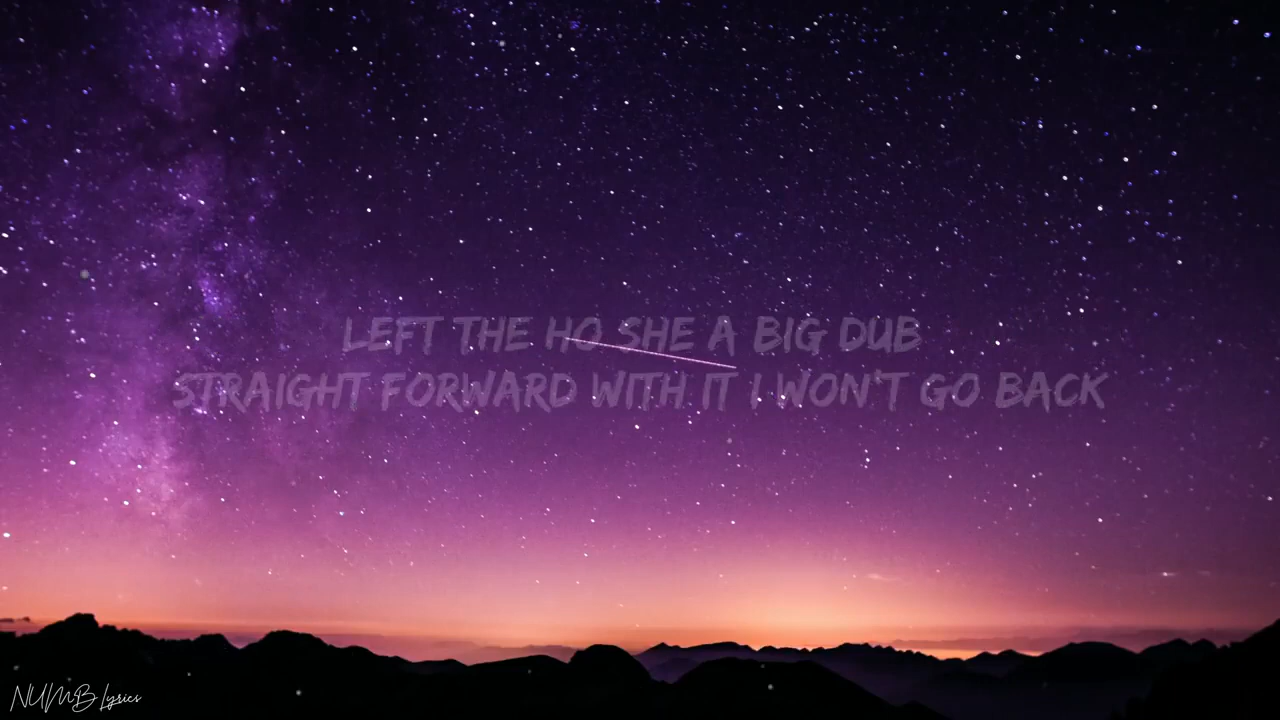 LEFT THE HO SHE A BIG DUB
STRAIGHT FORWARD WITH IT I WON'T GO BACK
NUMB Lyrics